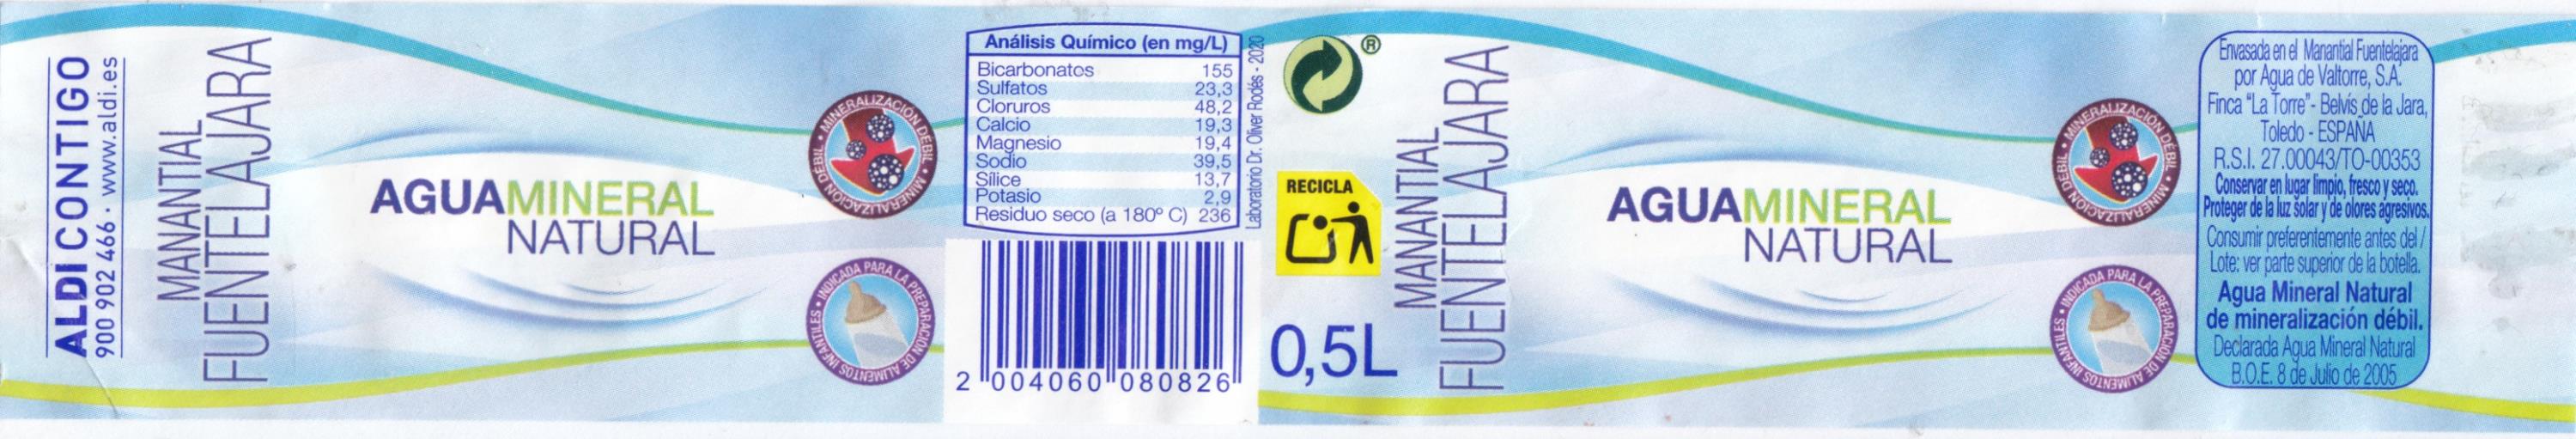 ALDI CONTIGO
900 902 466 · www.aldi.es
MANANTIAL
FUENTELAJARA
AGUAMINERAL
NATURAL
• MINERALIZACIÓN DÉBIL • MINERALIZACIÓN DÉBIL
• INDICADA PARA LA PREPARACIÓN DE ALIMENTOS INFANTILES
Análisis Químico (en mg/L)
Bicarbonatos 155
Sulfatos 23,3
Cloruros 48,2
Calcio 19,3
Magnesio 19,4
Sodio 39,5
Sílice 13,7
Potasio 2,9
Residuo seco (a 180º C) 236
Laboratorio Dr. Oliver Rodés - 2020
2 004060 080826
®
RECICLA
0,5L
MANANTIAL
FUENTELAJARA
AGUAMINERAL
NATURAL
• MINERALIZACIÓN DÉBIL • MINERALIZACIÓN DÉBIL
• INDICADA PARA LA PREPARACIÓN DE ALIMENTOS INFANTILES
Envasada en el Manantial Fuentelajara
por Agua de Valtorre, S.A.
Finca "La Torre"- Belvís de la Jara,
Toledo - ESPAÑA
R.S.I. 27.00043/TO-00353
Conservar en lugar limpio, fresco y seco.
Proteger de la luz solar y de olores agresivos.
Consumir preferentemente antes del /
Lote: ver parte superior de la botella.
Agua Mineral Natural
de mineralización débil.
Declarada Agua Mineral Natural
B.O.E. 8 de Julio de 2005